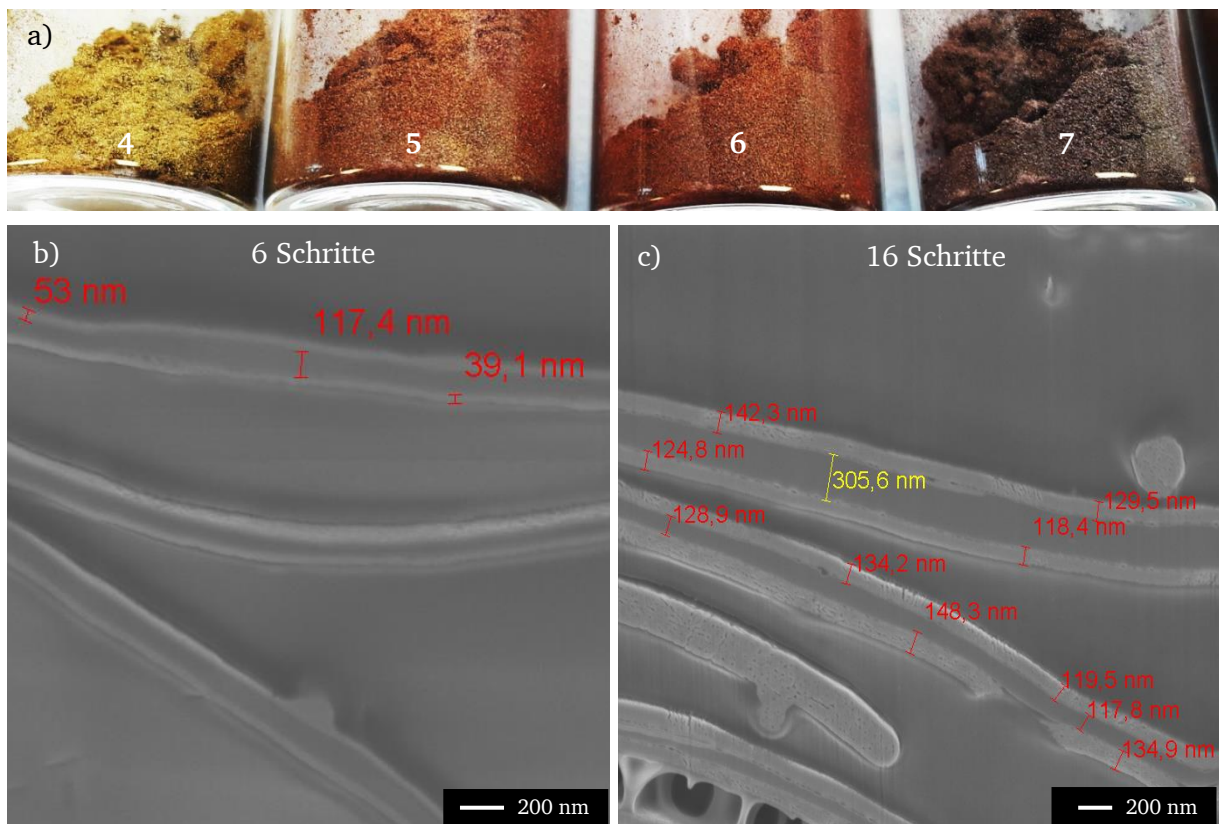 a)
4
5
6
7
b)
6 Schritte
53 nm
117,4 nm
39,1 nm
200 nm
c)
16 Schritte
142,3 nm
124,8 nm
305,6 nm
129,5 nm
118,4 nm
128,9 nm
134,2 nm
148,3 nm
119,5 nm
117,8 nm
134,9 nm
200 nm